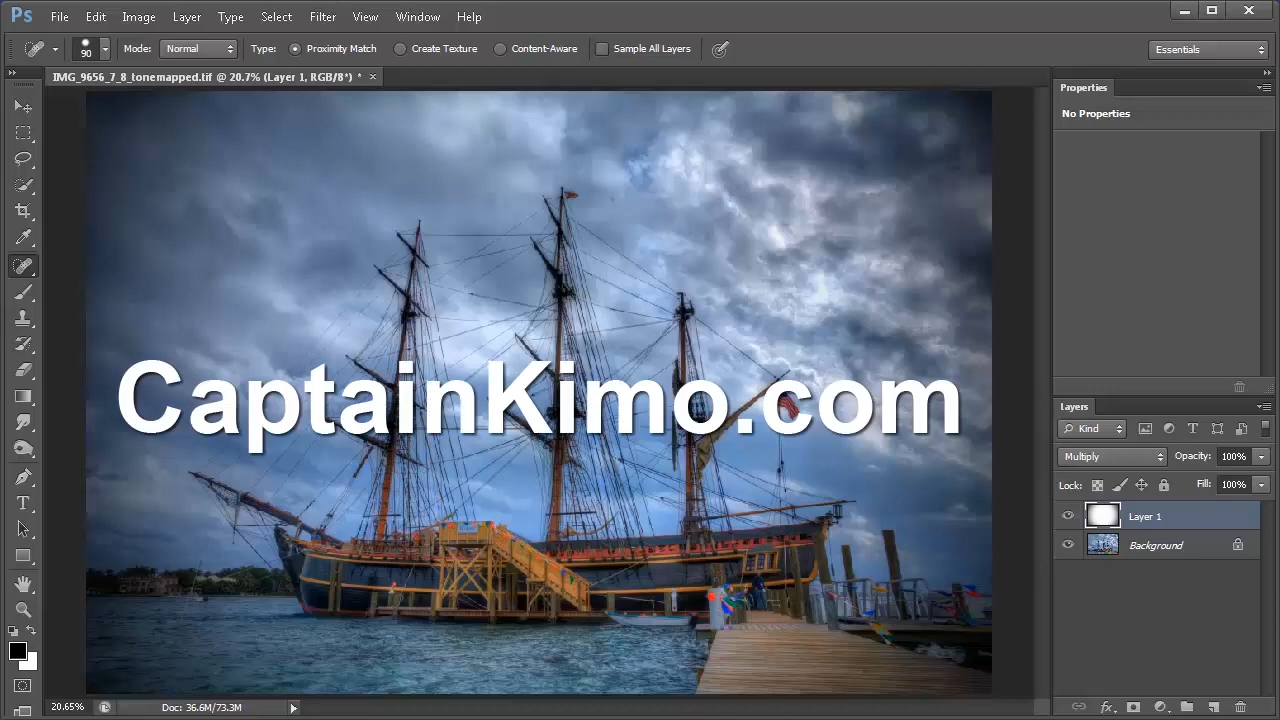 Ps File Edit Image Layer Type Select Filter View Window Help
90 Mode: Normal Type: Proximity Match Create Texture Content-Aware Sample All Layers Essentials
IMG_9656_7_8_tonemapped.tif @ 20.7% (Layer 1, RGB/8*) *
Properties
No Properties
CaptainKimo.com
Layers
Kind
Multiply Opacity: 100%
Lock: Fill: 100%
Layer 1
Background
20.65% Doc: 36.6M/73.3M